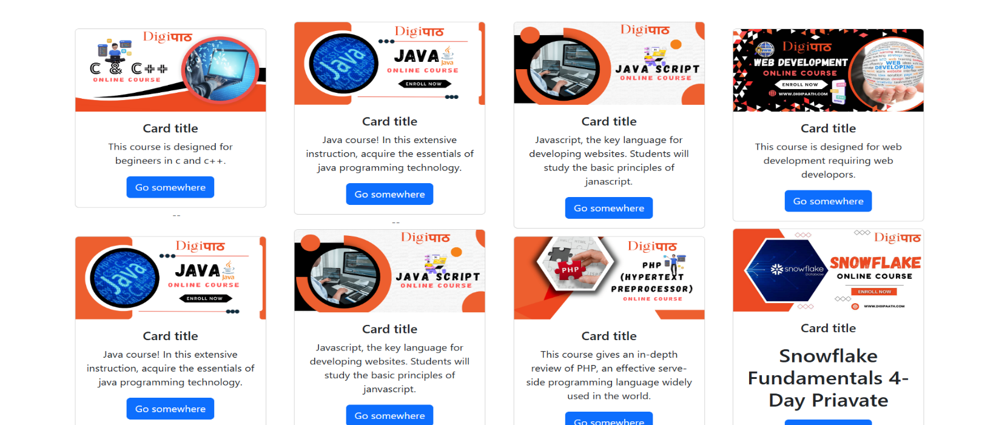 Digiपाठ
C & C++
ONLINE COURSE
Card title
This course is designed for
begineers in c and c++.
Go somewhere
--
Digiपाठ
Java
JAVA
Java
ONLINE COURSE
ENROLL NOW
Card title
Java course! In this extensive
instruction, acquire the essentials of
java programming technology.
Go somewhere
--
Digiपाठ
JAVA SCRIPT
ONLINE COURSE
Card title
Javascript, the key language for
developing websites. Students will
study the basic principles of
janascript.
Go somewhere
Digiपाठ
WEB DEVELOPMENT
ONLINE COURSE
ENROLL NOW
WWW.DIGIPAATH.COM
WEB
DEVELOPING
Card title
This course is designed for web
development requiring web
developors.
Go somewhere
Digiपाठ
Java
JAVA
Java
ONLINE COURSE
ENROLL NOW
Card title
Java course! In this extensive
instruction, acquire the essentials of
java programming technology.
Go somewhere
Digiपाठ
JAVA SCRIPT
ONLINE COURSE
Card title
Javascript, the key language for
developing websites. Students will
study the basic principles of
janvascript.
Go somewhere
Digiपाठ
HTML
PHP
PHP
(HYPERTEXT
PREPROCESSOR)
ONLINE COURSE
Card title
This course gives an in-depth
review of PHP, an effective serve-
side programming language widely
used in the world.
Go somewhere
Digiपाठ
snowflake
Database
SNOWFLAKE
ONLINE COURSE
ENROLL NOW
WWW.DIGIPAATH.COM
Card title
Snowflake
Fundamentals 4-
Day Priavate